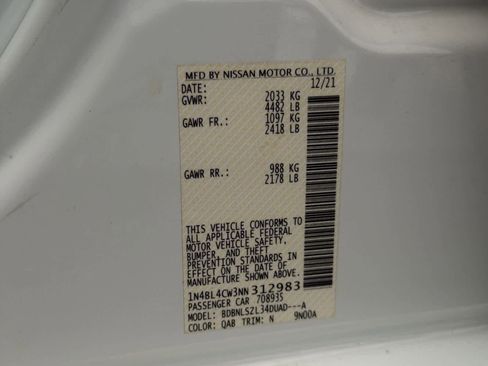 MFD BY NISSAN MOTOR CO., LTD.
DATE: 12/21
GVWR: 2033 KG
4482 LB
GAWR FR.: 1097 KG
2418 LB
GAWR RR.: 988 KG
2178 LB
THIS VEHICLE CONFORMS TO
ALL APPLICABLE FEDERAL
MOTOR VEHICLE SAFETY,
BUMPER, AND THEFT
PREVENTION STANDARDS IN
EFFECT ON THE DATE OF
MANUFACTURE SHOWN ABOVE.
1N4BL4CW3NN312983
PASSENGER CAR 708935
MODEL: BDBNLS2L34DUAD---A
COLOR: QAB TRIM: N 9N00A